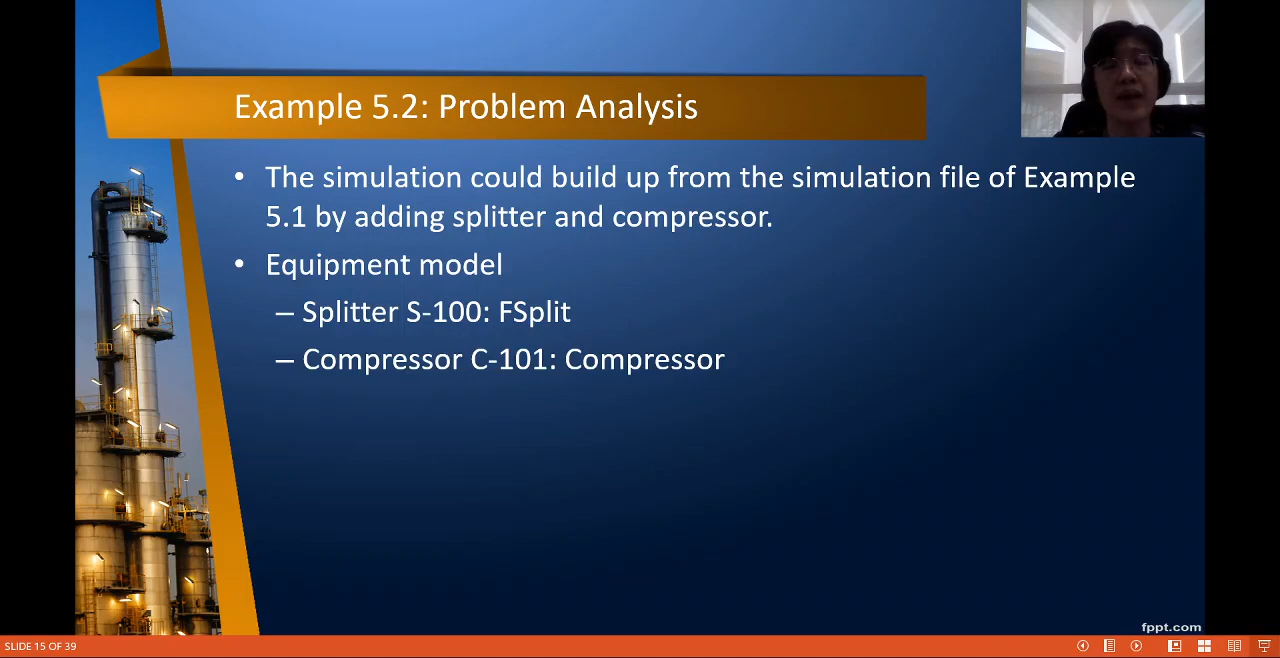 Example 5.2: Problem Analysis
• The simulation could build up from the simulation file of Example
5.1 by adding splitter and compressor.
• Equipment model
– Splitter S-100: FSplit
– Compressor C-101: Compressor
fppt.com
SLIDE 15 OF 39